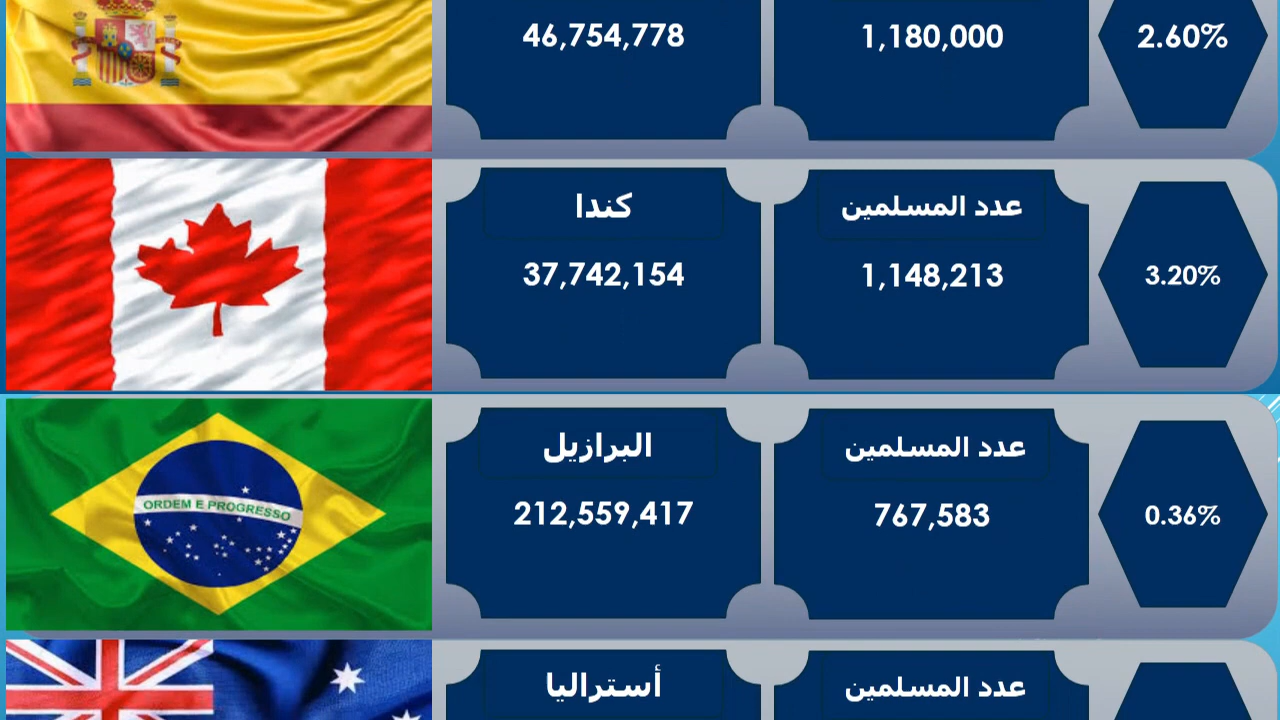 46,754,778
1,180,000
2.60%
كندا
عدد المسلمين
37,742,154
1,148,213
3.20%
البرازيل
عدد المسلمين
212,559,417
767,583
0.36%
ORDEM E PROGRESSO
أستراليا
عدد المسلمين